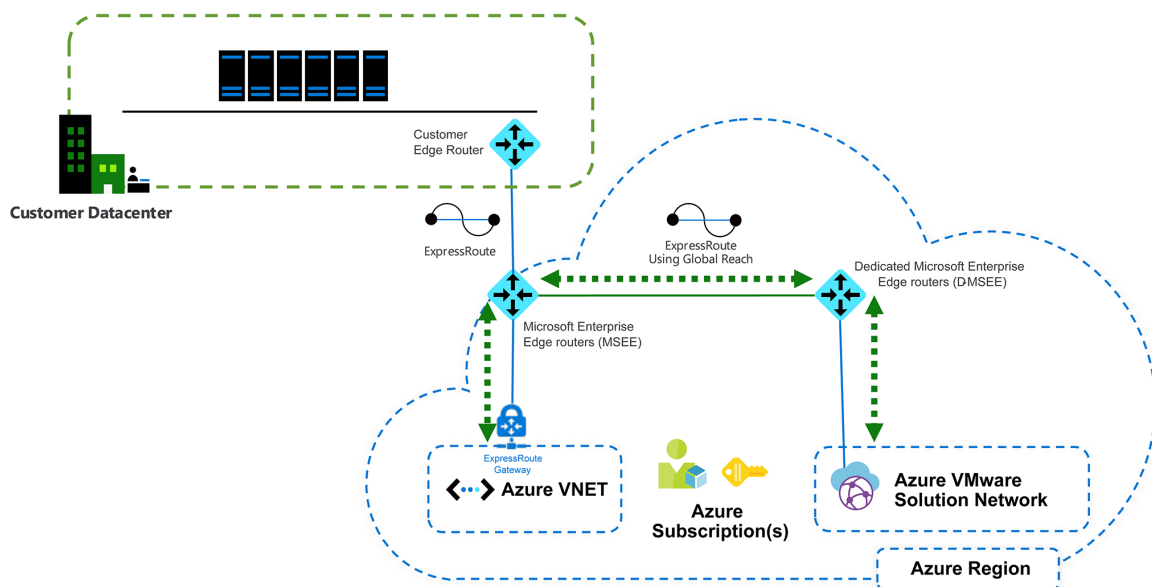 Customer
Edge Router
Customer Datacenter
ExpressRoute
ExpressRoute
Using Global Reach
Dedicated Microsoft Enterprise
Edge routers (D-MSEE)
Microsoft Enterprise
Edge routers (MSEE)
ExpressRoute
Gateway
Azure VNET
Azure
Subscription(s)
Azure VMware
Solution Network
Azure Region